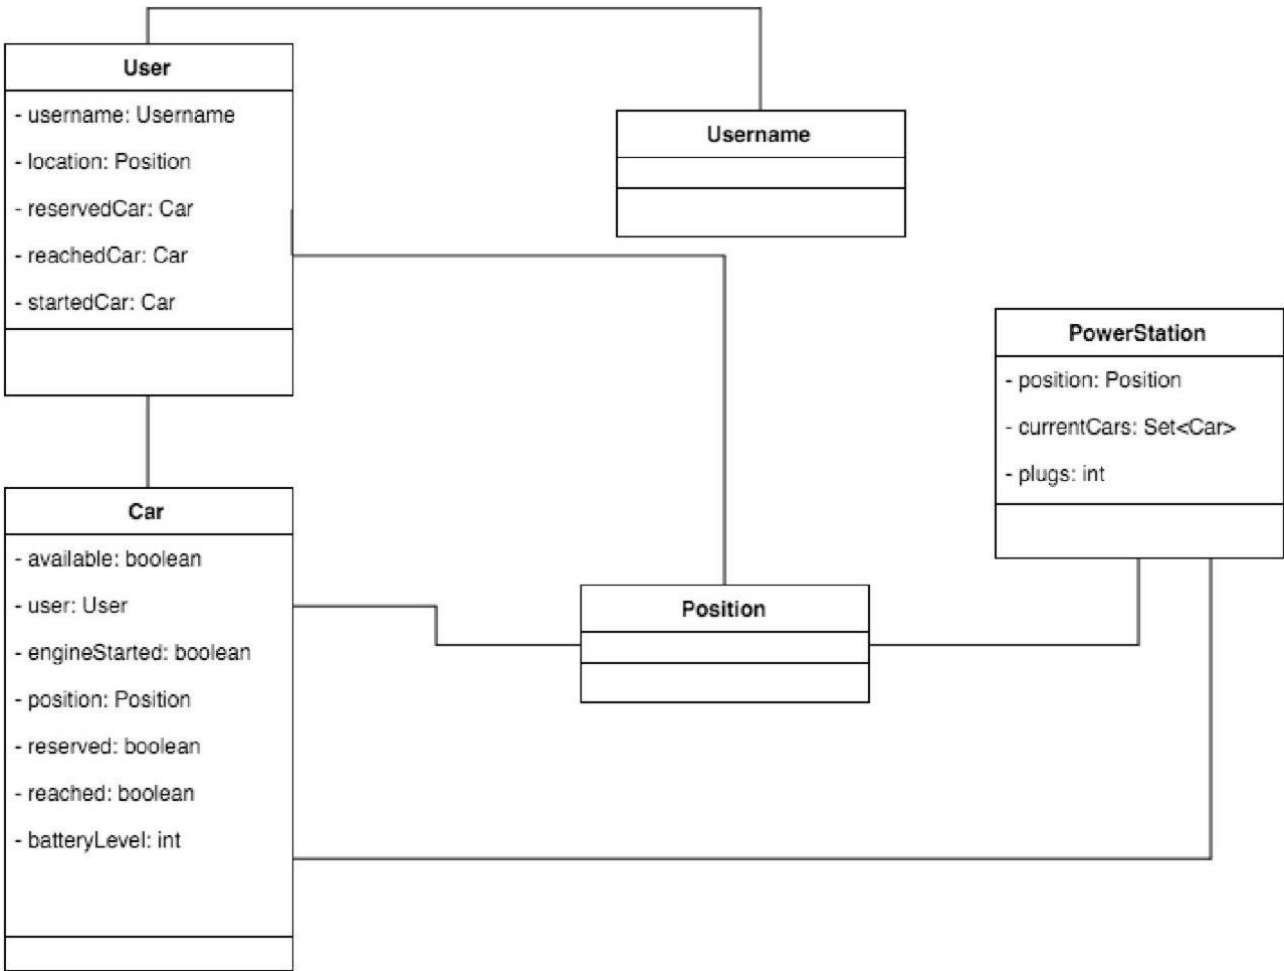 User
- username: Username
- location: Position
- reservedCar: Car
- reachedCar: Car
- startedCar: Car
Username
PowerStation
- position: Position
- currentCars: Set<Car>
- plugs: int
Car
- available: boolean
- user: User
- engineStarted: boolean
- position: Position
- reserved: boolean
- reached: boolean
- batteryLevel: int
Position